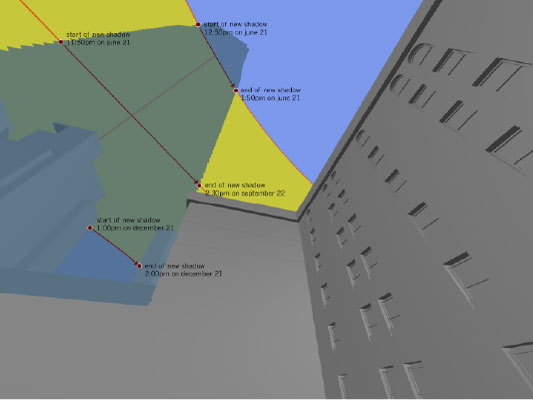 start of new shadow
12:50pm on june 21
start of new shadow
11:50pm on june 21
end of new shadow
1:50pm on june 21
end of new shadow
2:30pm on september 22
start of new shadow
1:00pm on december 21
end of new shadow
2:00pm on december 21